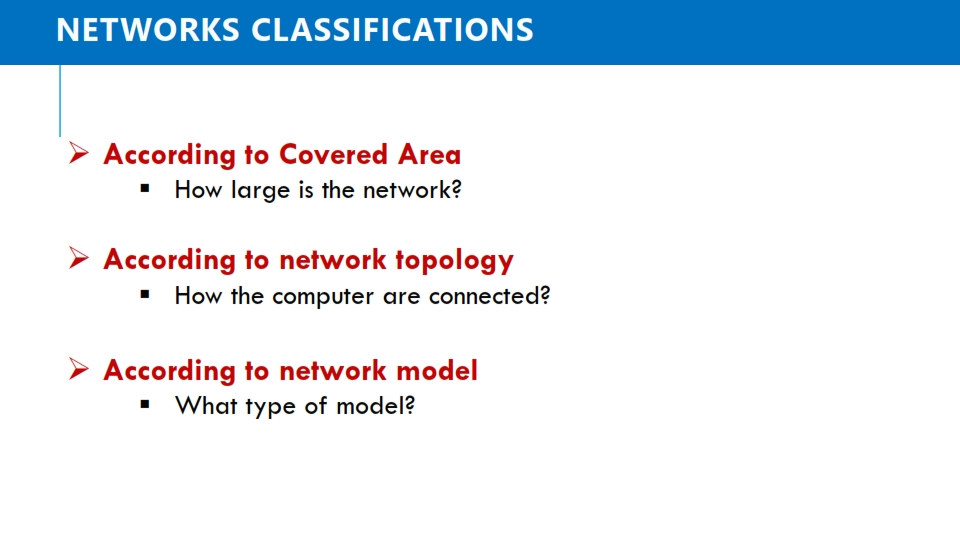 NETWORKS CLASSIFICATIONS
➢ According to Covered Area
▪ How large is the network?
➢ According to network topology
▪ How the computer are connected?
➢ According to network model
▪ What type of model?